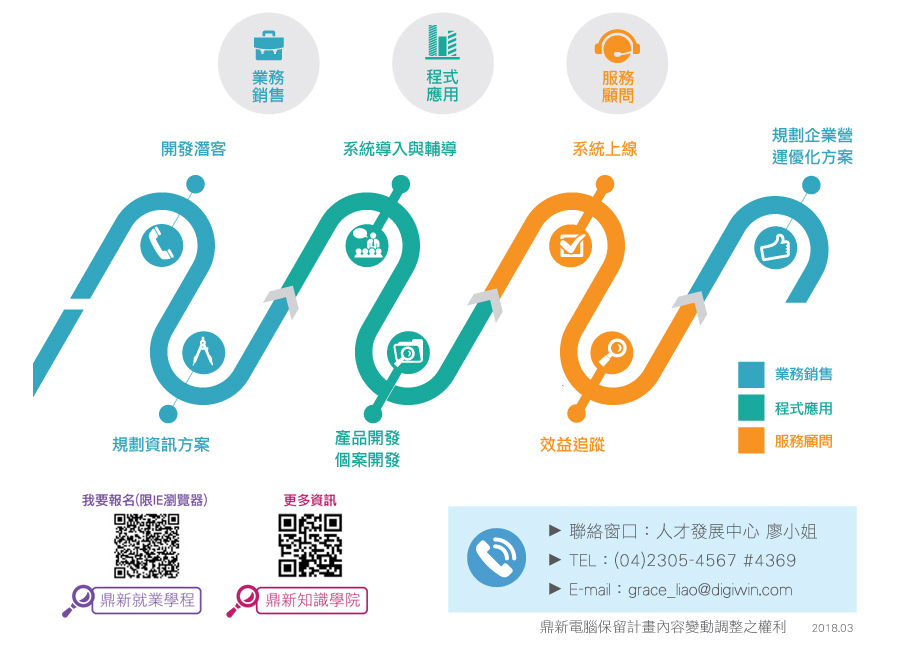 業務
銷售
程式
應用
服務
顧問
開發潛客
系統導入與輔導
系統上線
規劃企業營
運優化方案
規劃資訊方案
產品開發
個案開發
效益追蹤
業務銷售
程式應用
服務顧問
我要報名(限IE瀏覽器)
更多資訊
鼎新就業學程
鼎新知識學院
▶ 聯絡窗口：人才發展中心 廖小姐
▶ TEL：(04)2305-4567 #4369
▶ E-mail：grace_liao@digiwin.com
鼎新電腦保留計畫內容變動調整之權利 2018.03